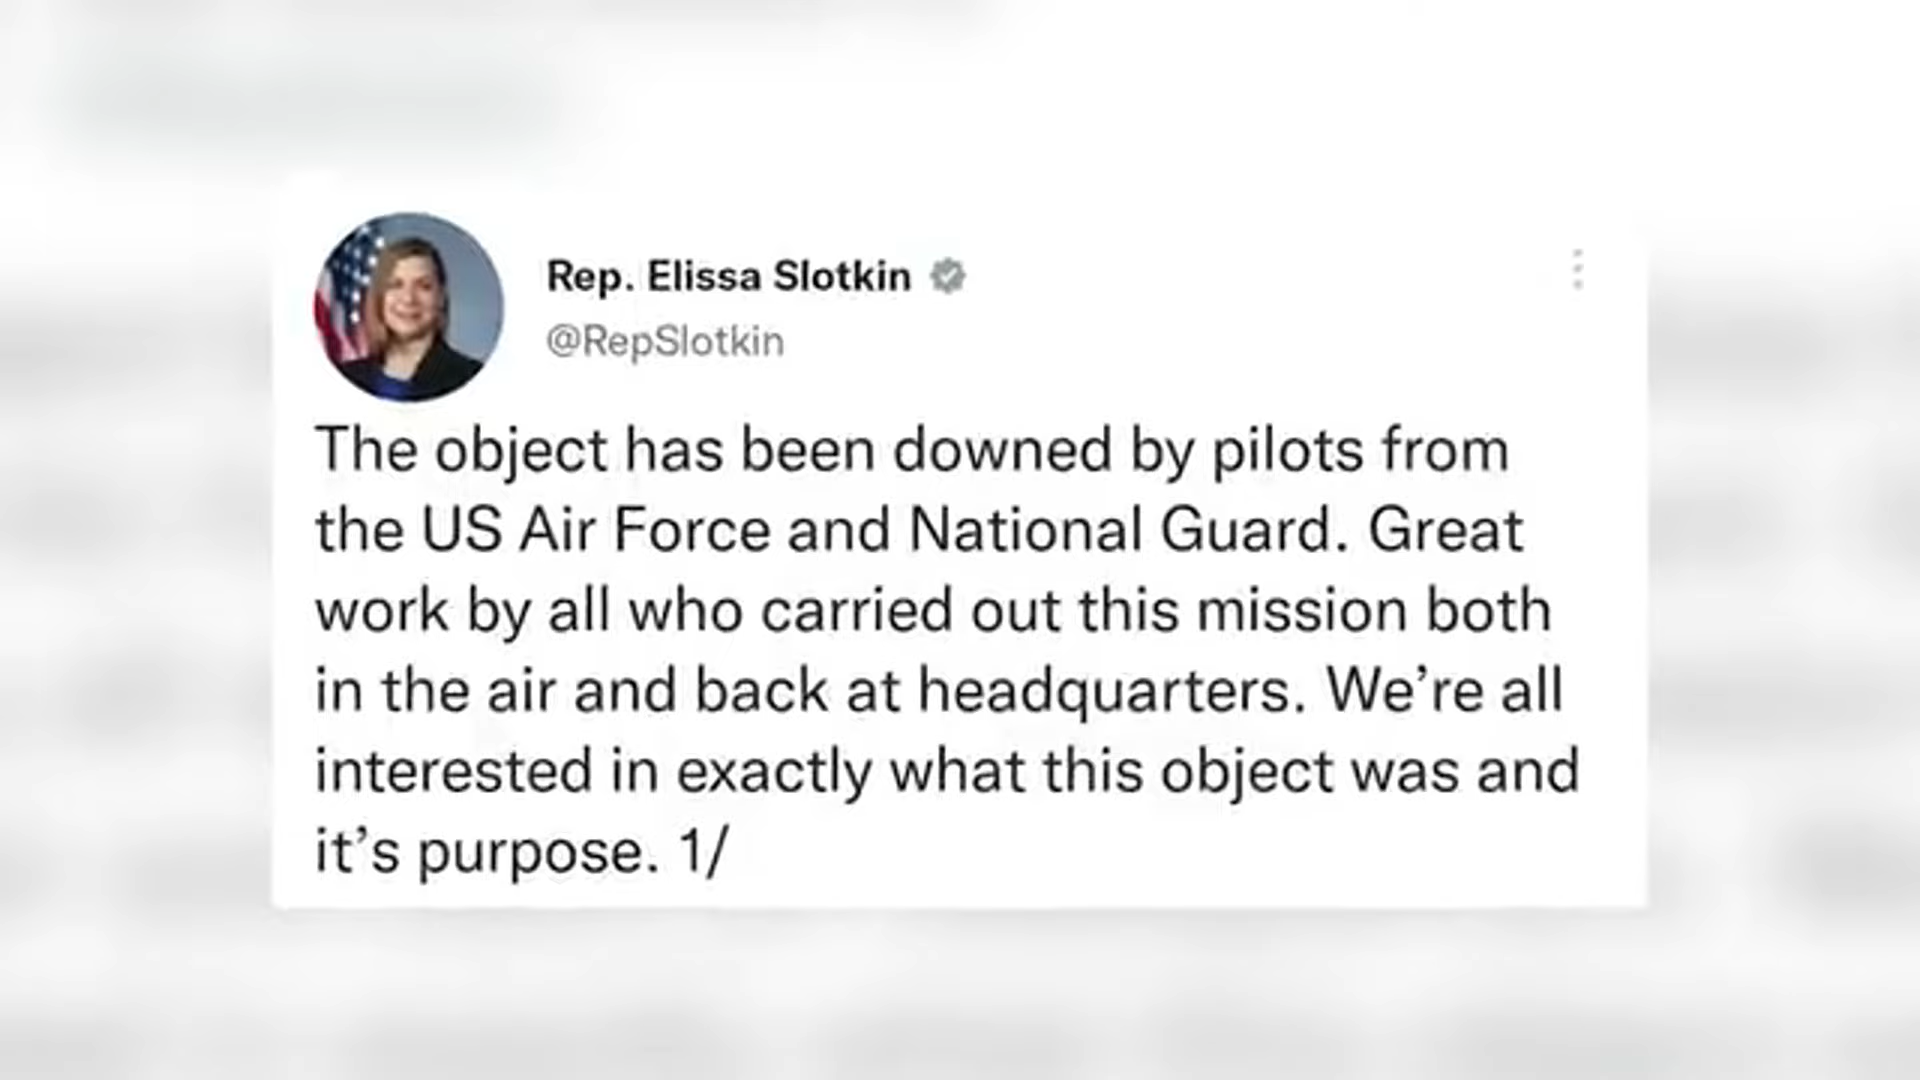 Rep. Elissa Slotkin
@RepSlotkin
The object has been downed by pilots from
the US Air Force and National Guard. Great
work by all who carried out this mission both
in the air and back at headquarters. We’re all
interested in exactly what this object was and
it’s purpose. 1/